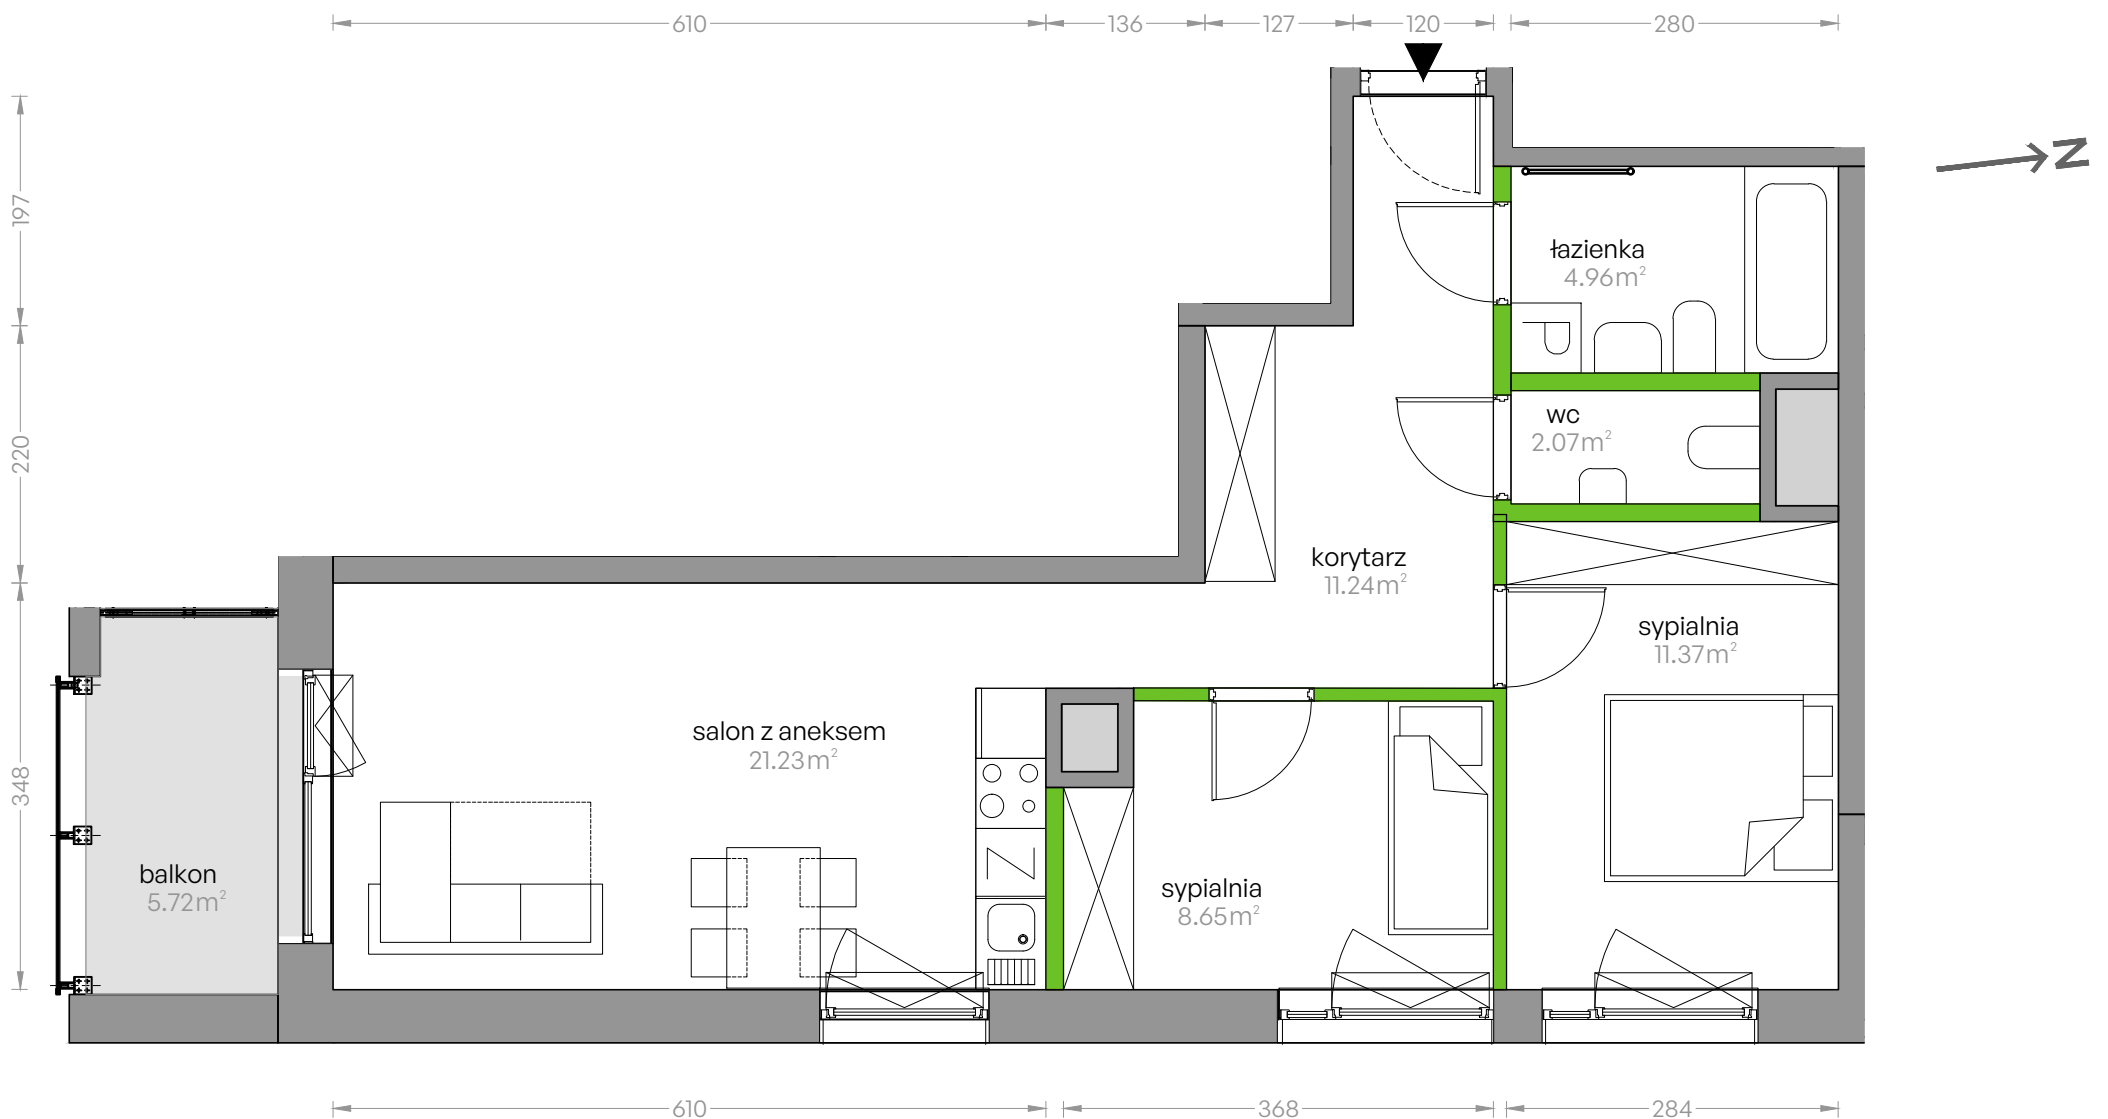 610
136
127
120
280
N
197
łazienka
4.96m²
wc
2.07m²
220
korytarz
11.24m²
sypialnia
11.37m²
salon z aneksem
21.23m²
348
balkon
5.72m²
sypialnia
8.65m²
610
368
284